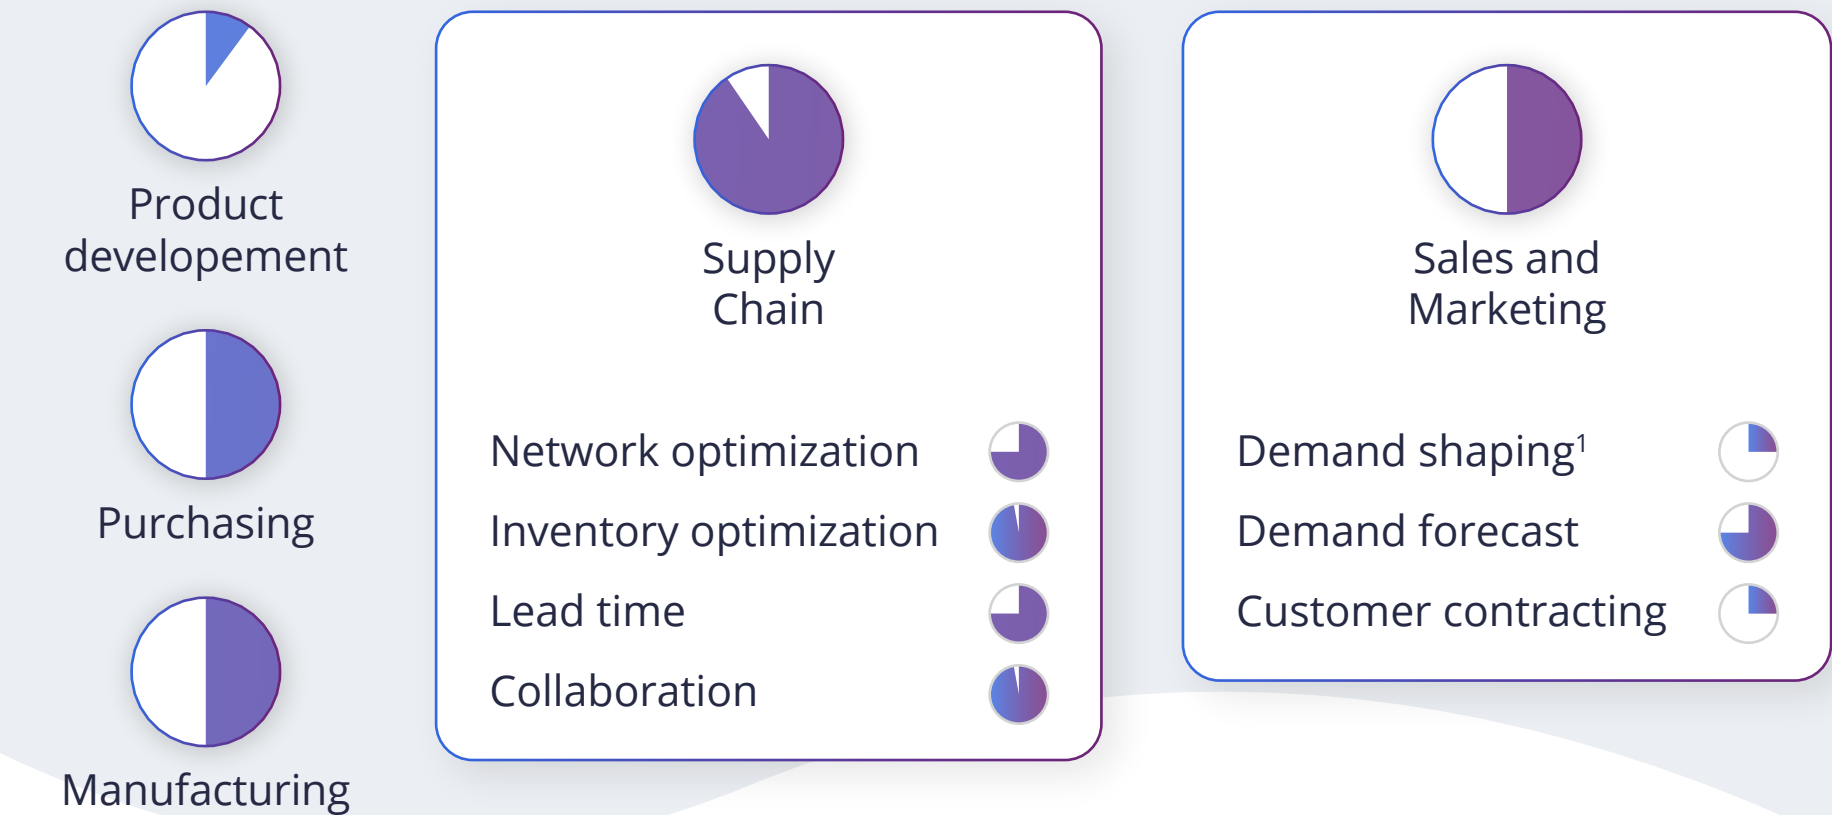 Product
developement
Purchasing
Manufacturing
Supply
Chain
Network optimization
Inventory optimization
Lead time
Collaboration
Sales and
Marketing
Demand shaping¹
Demand forecast
Customer contracting